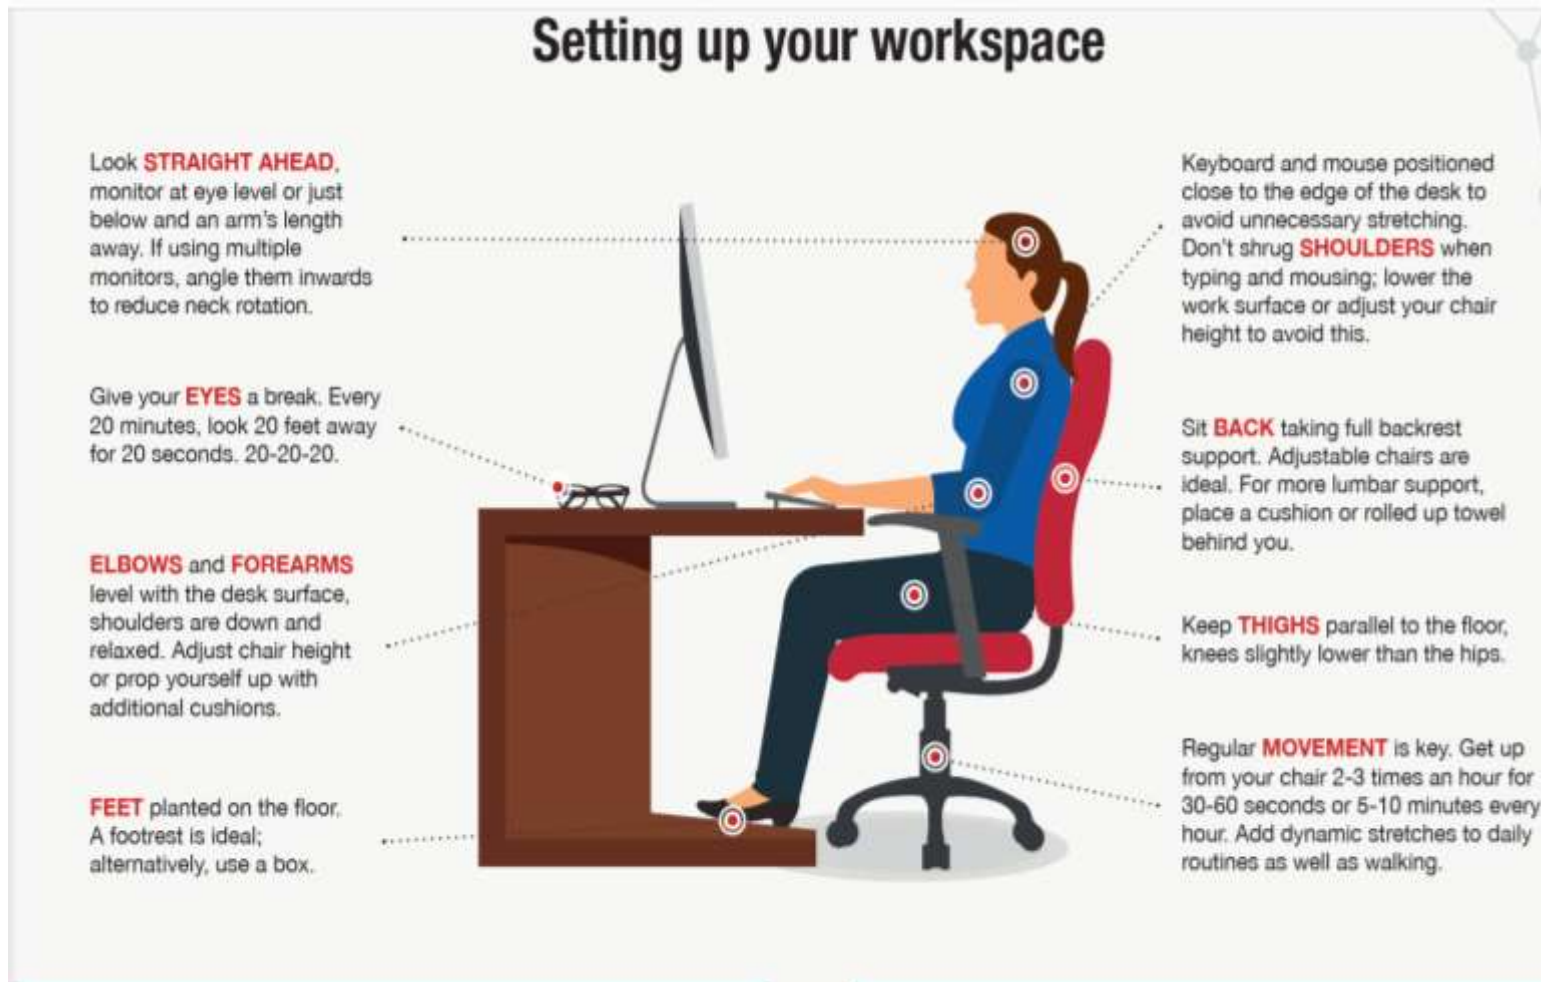 Setting up your workspace
Look STRAIGHT AHEAD,
monitor at eye level or just
below and an arm's length
away. If using multiple
monitors, angle them inwards
to reduce neck rotation.
Give your EYES a break. Every
20 minutes, look 20 feet away
for 20 seconds. 20-20-20.
ELBOWS and FOREARMS
level with the desk surface,
shoulders are down and
relaxed. Adjust chair height
or prop yourself up with
additional cushions.
FEET planted on the floor.
A footrest is ideal;
alternatively, use a box.
Keyboard and mouse positioned
close to the edge of the desk to
avoid unnecessary stretching.
Don't shrug SHOULDERS when
typing and mousing; lower the
work surface or adjust your chair
height to avoid this.
Sit BACK taking full backrest
support. Adjustable chairs are
ideal. For more lumbar support,
place a cushion or rolled up towel
behind you.
Keep THIGHS parallel to the floor,
knees slightly lower than the hips.
Regular MOVEMENT is key. Get up
from your chair 2-3 times an hour for
30-60 seconds or 5-10 minutes every
hour. Add dynamic stretches to daily
routines as well as walking.